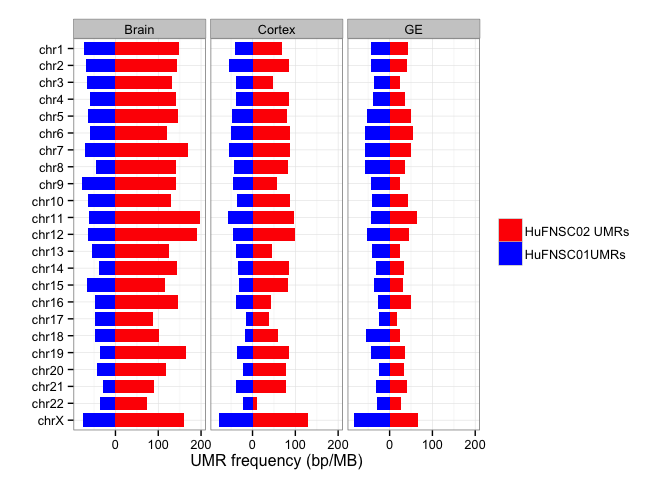 Brain Cortex GE
chr1
chr2
chr3
chr4
chr5
chr6
chr7
chr8
chr9
chr10
chr11
chr12
chr13
chr14
chr15
chr16
chr17
chr18
chr19
chr20
chr21
chr22
chrX
0 100 200 0 100 200 0 100 200
UMR frequency (bp/MB)
HuFNSC02 UMRs
HuFNSC01UMRs